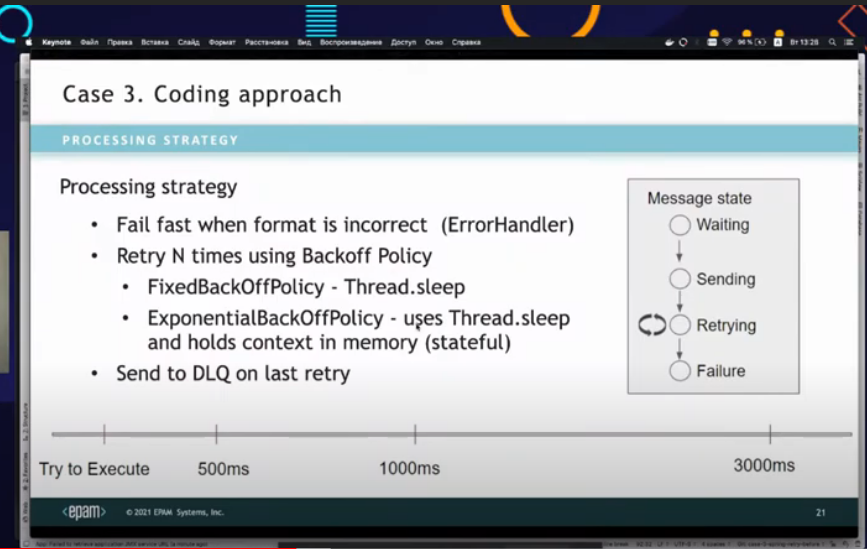 Keynote Файл Правка Вставка Слайд Формат Расстановка Вид Воспроизведение Доступ Окно Справка
96 % Вт 13:28
Case 3. Coding approach
PROCESSING STRATEGY
Processing strategy
• Fail fast when format is incorrect (ErrorHandler)
• Retry N times using Backoff Policy
• FixedBackOffPolicy - Thread.sleep
• ExponentialBackOffPolicy - uses Thread.sleep
and holds context in memory (stateful)
• Send to DLQ on last retry
Message state
Waiting
Sending
Retrying
Failure
Try to Execute 500ms 1000ms 3000ms
<epam> © 2021 EPAM Systems, Inc. 21